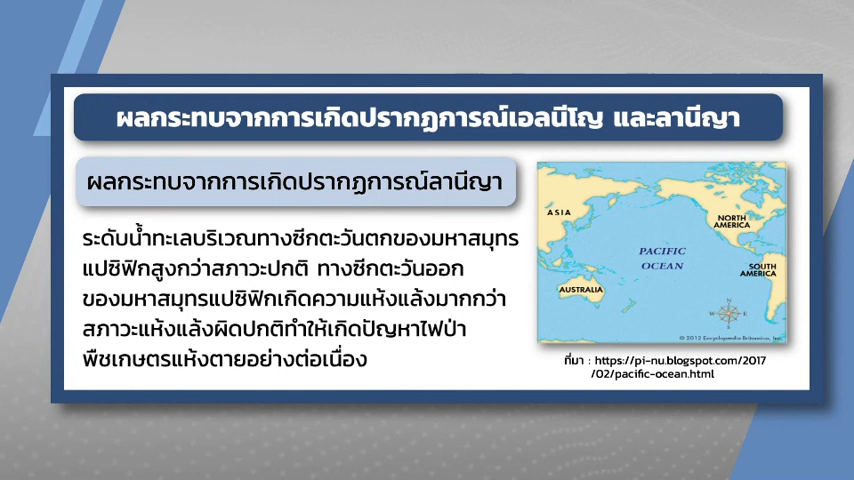 ผลกระทบจากการเกิดปรากฏการณ์เอลนีโญ และลานีญา
ผลกระทบจากการเกิดปรากฏการณ์ลานีญา
ระดับน้ำทะเลบริเวณทางซีกตะวันตกของมหาสมุทร
แปซิฟิกสูงกว่าสภาวะปกติ ทางซีกตะวันออก
ของมหาสมุทรแปซิฟิกเกิดความแห้งแล้งมากกว่า
สภาวะแห้งแล้งผิดปกติทำให้เกิดปัญหาไฟป่า
พืชเกษตรแห้งตายอย่างต่อเนื่อง
ASIA
NORTH
AMERICA
PACIFIC
OCEAN
SOUTH
AMERICA
AUSTRALIA
N
W E
S
© 2012 Encyclopædia Britannica, Inc.
ที่มา : https://pi-nu.blogspot.com/2017
/02/pacific-ocean.html